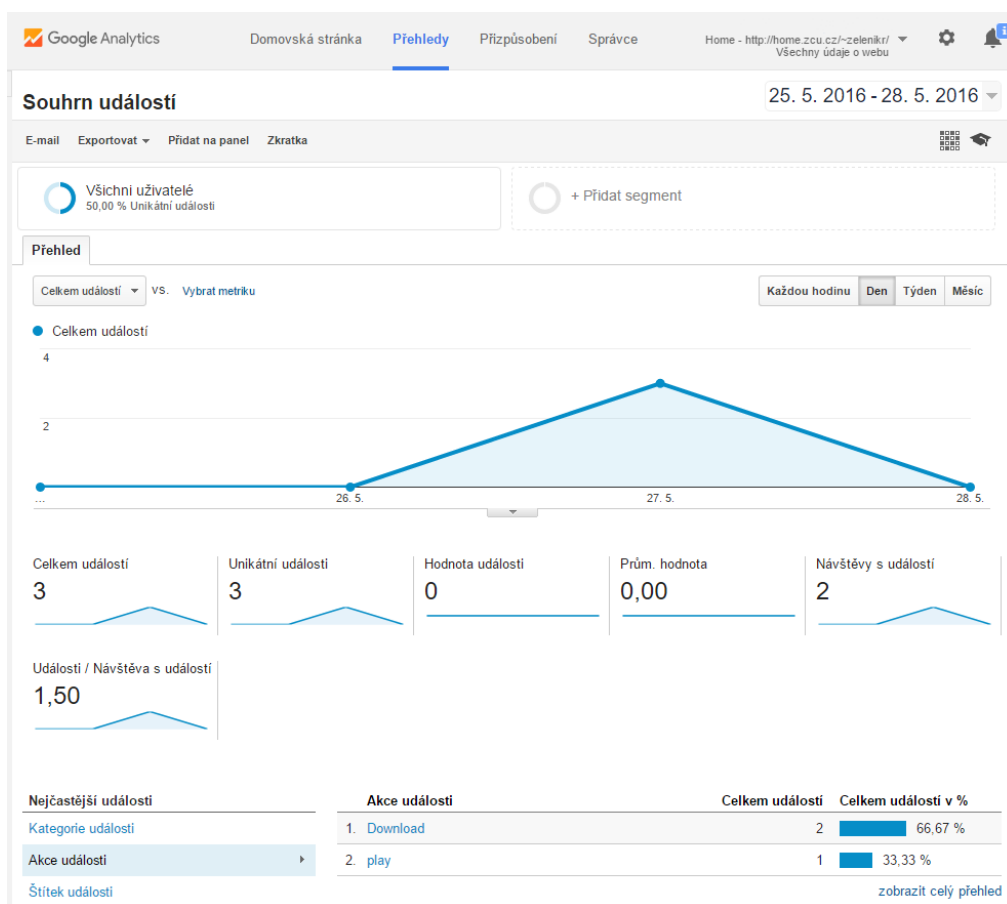 Google Analytics
Domovská stránka
Přehledy
Přizpůsobení
Správce
Home - http://home.zcu.cz/~zelenikr/
Všechny údaje o webu
Souhrn událostí
25. 5. 2016 - 28. 5. 2016
E-mail
Exportovat
Přidat na panel
Zkratka
Všichni uživatelé
50,00 % Unikátní události
+ Přidat segment
Přehled
Celkem událostí
VS.
Vybrat metriku
Každou hodinu
Den
Týden
Měsíc
Celkem událostí
4
2
...
26. 5.
27. 5.
28. 5.
Celkem událostí
3
Unikátní události
3
Hodnota události
0
Prům. hodnota
0,00
Návštěvy s událostí
2
Události / Návštěva s událostí
1,50
Nejčastější události
Kategorie události
Akce události
Štítek události
Akce události Celkem událostí Celkem událostí v %
1. Download 2 66,67 %
2. play 1 33,33 %
zobrazit celý přehled